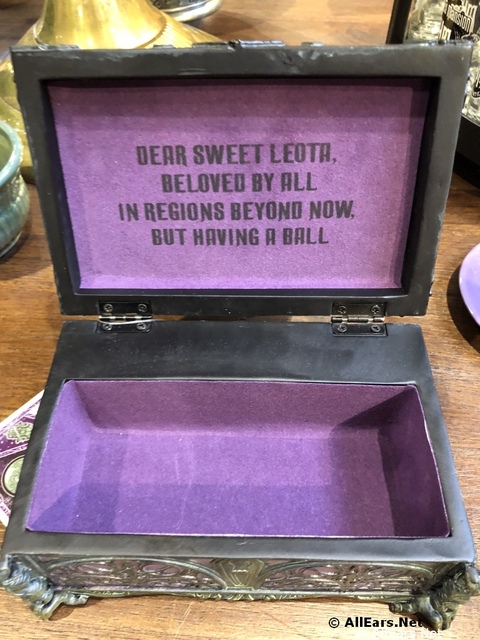 DEAR SWEET LEOTA,
BELOVED BY ALL
IN REGIONS BEYOND NOW,
BUT HAVING A BALL
© AllEars.Net